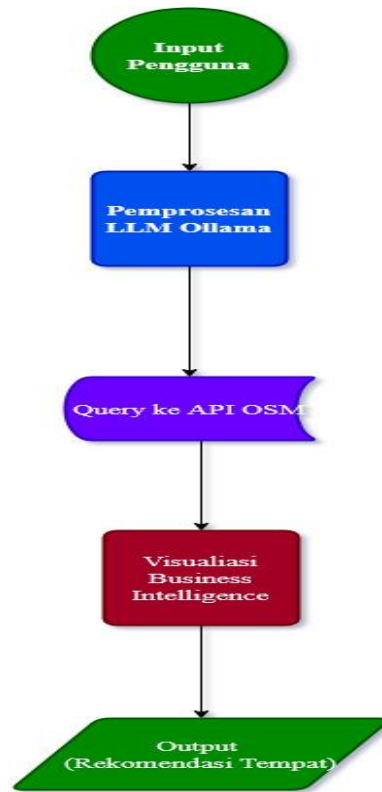 Input
Pengguna
Pemprosesan
LLM Ollama
Query ke API OSM
Visualiasi
Business
Intelligence
Output
(Rekomendasi Tempat)